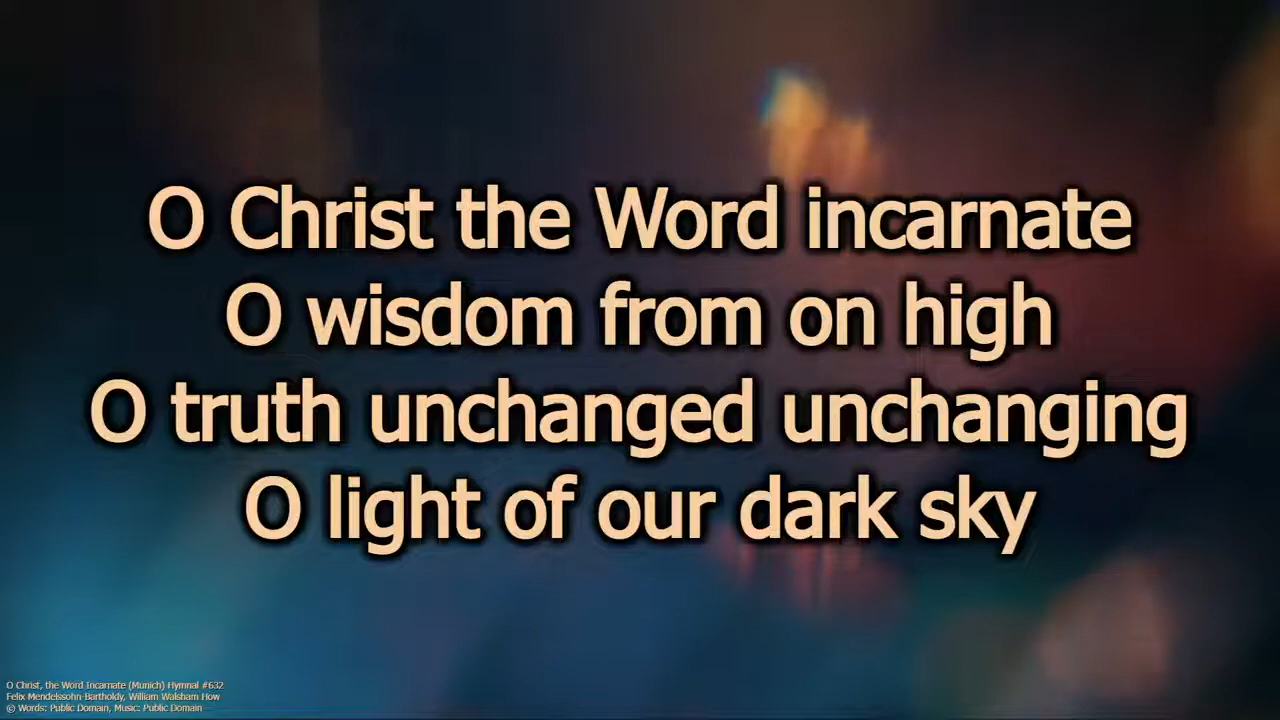 O Christ the Word incarnate
O wisdom from on high
O truth unchanged unchanging
O light of our dark sky
O Christ, the Word Incarnate (Munich) Hymnal #632
Felix Mendelssohn-Bartholdy, William Walsham How
© Words: Public Domain, Music: Public Domain